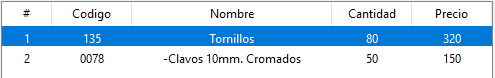 # Codigo Nombre Cantidad Precio
1 135 Tornillos 80 320
2 0078 -Clavos 10mm. Cromados 50 150